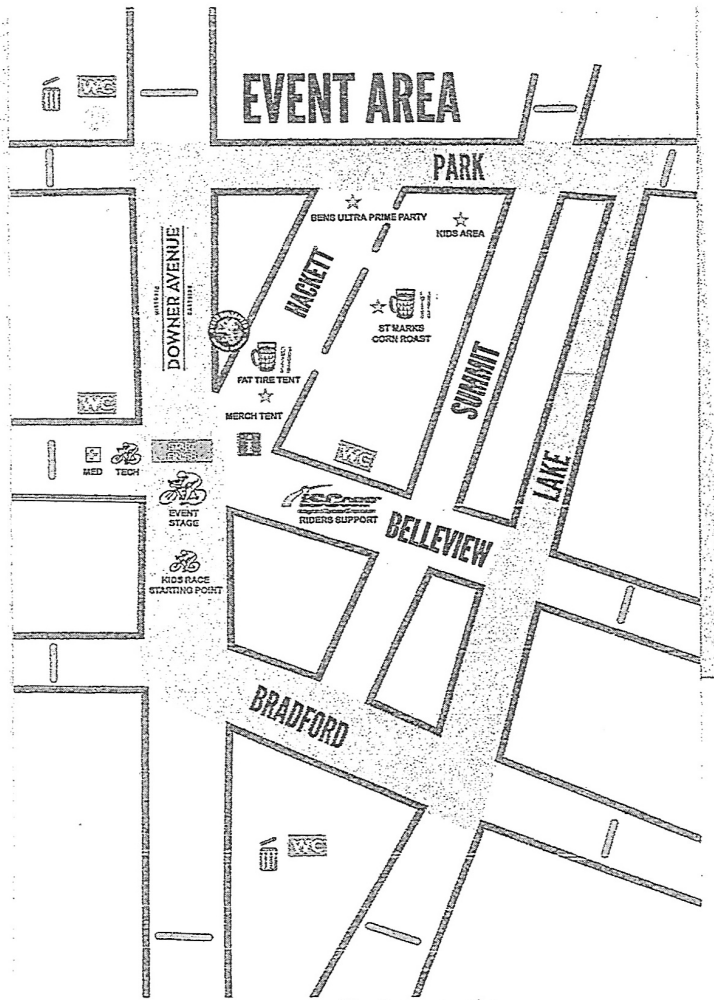 WC
EVENT AREA
PARK
BENS ULTRA PRIME PARTY
KIDS AREA
DOWNER AVENUE
HACKETT
ST MARKS
CORN ROAST
SUMMIT
FAT TIRE TENT
MERCH TENT
WC
WC
MED
TECH
i
LAKE
EVENT
STAGE
RIDERS SUPPORT
BELLEVIEW
KIDS RACE
STARTING POINT
BRADFORD
WC